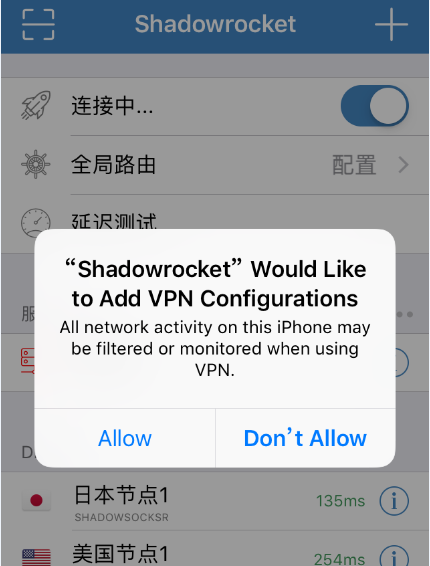 Shadowrocket
连接中...
全局路由 配置
延迟测试
“Shadowrocket” Would Like
to Add VPN Configurations
All network activity on this iPhone may
be filtered or monitored when using
VPN.
Allow Don’t Allow
日本节点1 135ms
SHADOWSOCKSR
美国节点1 254ms